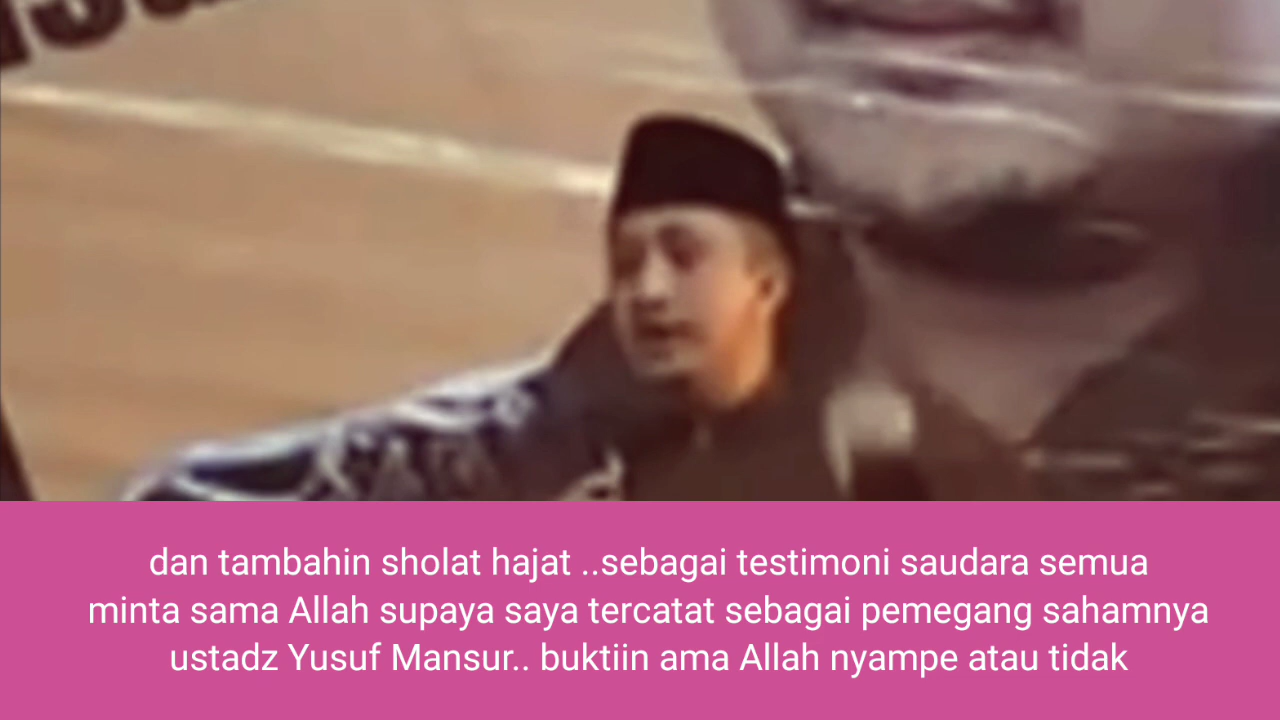 dan tambahin sholat hajat ..sebagai testimoni saudara semua
minta sama Allah supaya saya tercatat sebagai pemegang sahamnya
ustadz Yusuf Mansur.. buktiin ama Allah nyampe atau tidak